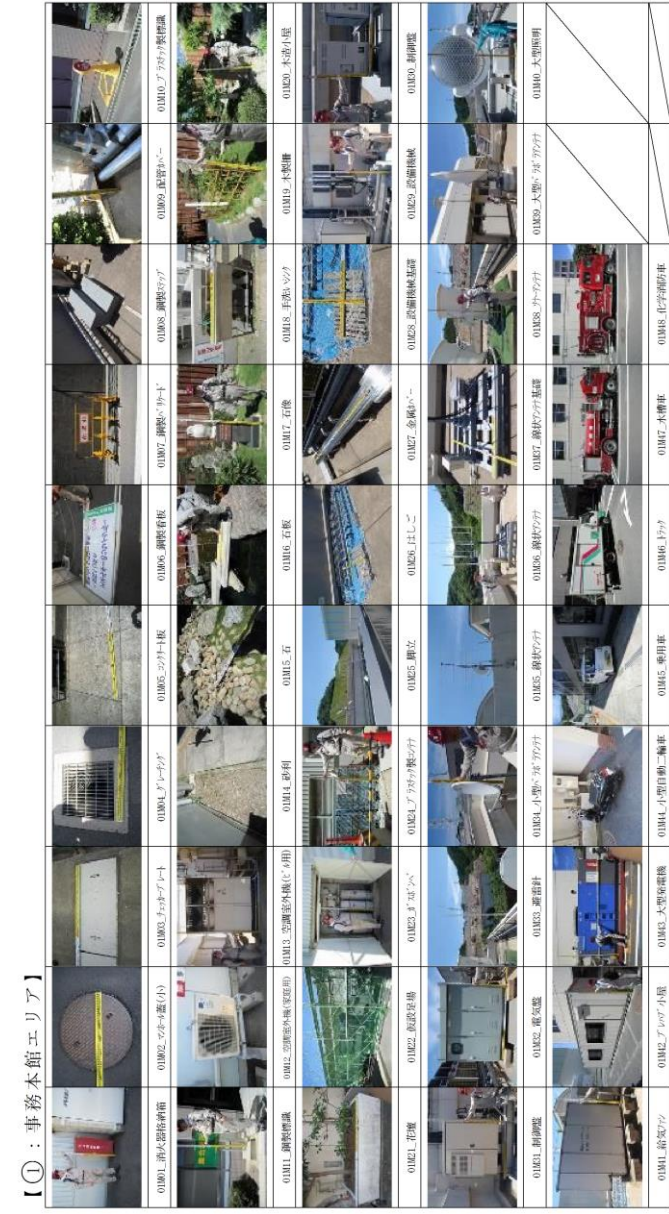 【①：事務本館エリア】
01M01_消火器格納箱
01M02_マンホール蓋(小)
01M03_チェッカープレート
01M04_グレーチング
01M05_コンクリート板
01M06_鋼製看板
01M07_鋼製バリケード
01M08_鋼製ステップ
01M09_配管カバー
01M10_プラスチック製標識
01M11_鋼製標識
01M12_空調室外機(家庭用)
01M13_空調室外機(ビル用)
01M14_砂利
01M15_石
01M16_石板
01M17_石像
01M18_手洗いシンク
01M19_木製柵
01M20_木造小屋
01M21_花壇
01M22_仮設足場
01M23_ガスボンベ
01M24_プラスチック製コンテナ
01M25_脚立
01M26_はしご
01M27_金属カバー
01M28_設備機械基礎
01M29_設備機械
01M30_制御盤
01M31_制御盤
01M32_電気盤
01M33_避雷針
01M34_小型パラボラアンテナ
01M35_線状アンテナ
01M36_線状アンテナ
01M37_線状アンテナ基礎
01M39_大型パラボラアンテナ
01M40_大型照明
01M41_給気ファン
01M42_プレハブ小屋
01M43_大型発電機
01M44_小型自動二輪車
01M45_乗用車
01M46_トラック
01M47_水槽車
01M48_化学消防車